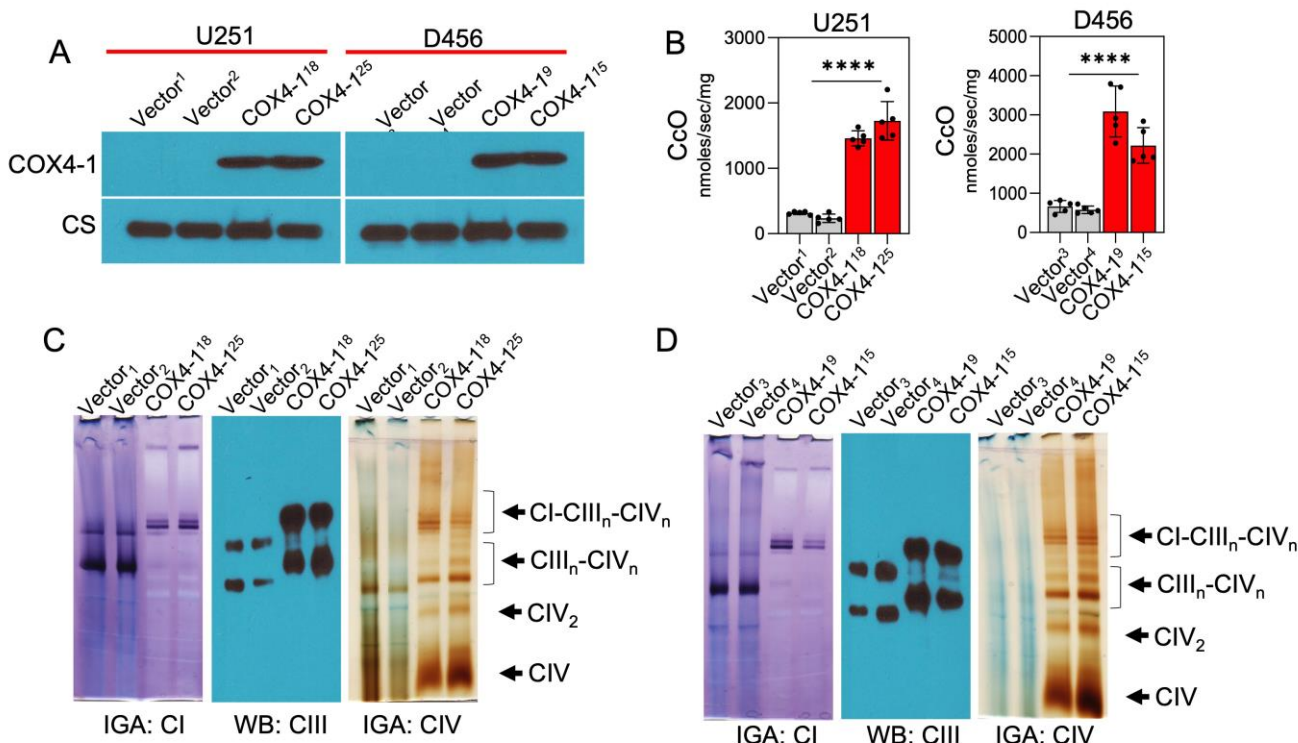 A
U251
D456
Vector¹
Vector²
COX4-1¹⁸
COX4-1²⁵
Vector
Vector
COX4-1⁹
COX4-1¹⁵
COX4-1
CS
B
U251
3000
2000
1000
0
****
CcO
nmoles/sec/mg
Vector¹
Vector²
COX4-1¹⁸
COX4-1²⁵
D456
5000
4000
3000
2000
1000
0
****
CcO
nmoles/sec/mg
Vector³
Vector⁴
COX4-1⁹
COX4-1¹⁵
C
Vector₁
Vector₂
COX4-1¹⁸
COX4-1²⁵
Vector₁
Vector₂
COX4-1¹⁸
COX4-1²⁵
Vector₁
Vector₂
COX4-1¹⁸
COX4-1²⁵
CI-CIIIₙ-CIVₙ
CIIIₙ-CIVₙ
CIV₂
CIV
IGA: CI
WB: CIII
IGA: CIV
D
Vector₃
Vector₄
COX4-1⁹
COX4-1¹⁵
Vector₃
Vector₄
COX4-1⁹
COX4-1¹⁵
Vector₃
Vector₄
COX4-1⁹
COX4-1¹⁵
CI-CIIIₙ-CIVₙ
CIIIₙ-CIVₙ
CIV₂
CIV
IGA: CI
WB: CIII
IGA: CIV